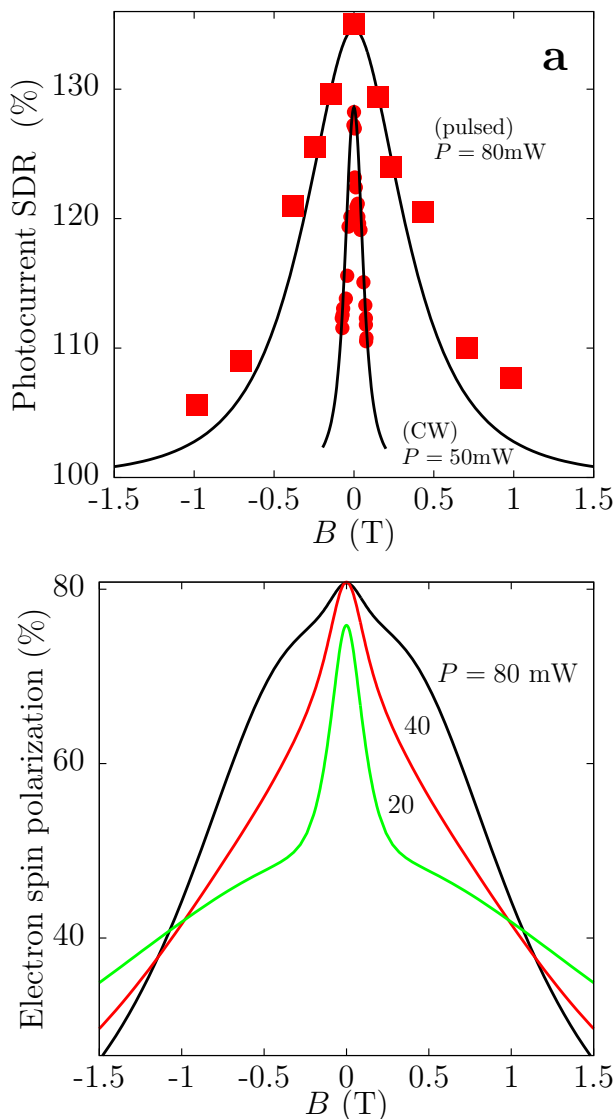 a
130
120
110
100
Photocurrent SDR (%)
(pulsed)
P = 80mW
(CW)
P = 50mW
-1.5 -1 -0.5 0 0.5 1 1.5
B (T)
80
60
40
Electron spin polarization (%)
P = 80 mW
40
20
-1.5 -1 -0.5 0 0.5 1 1.5
B (T)